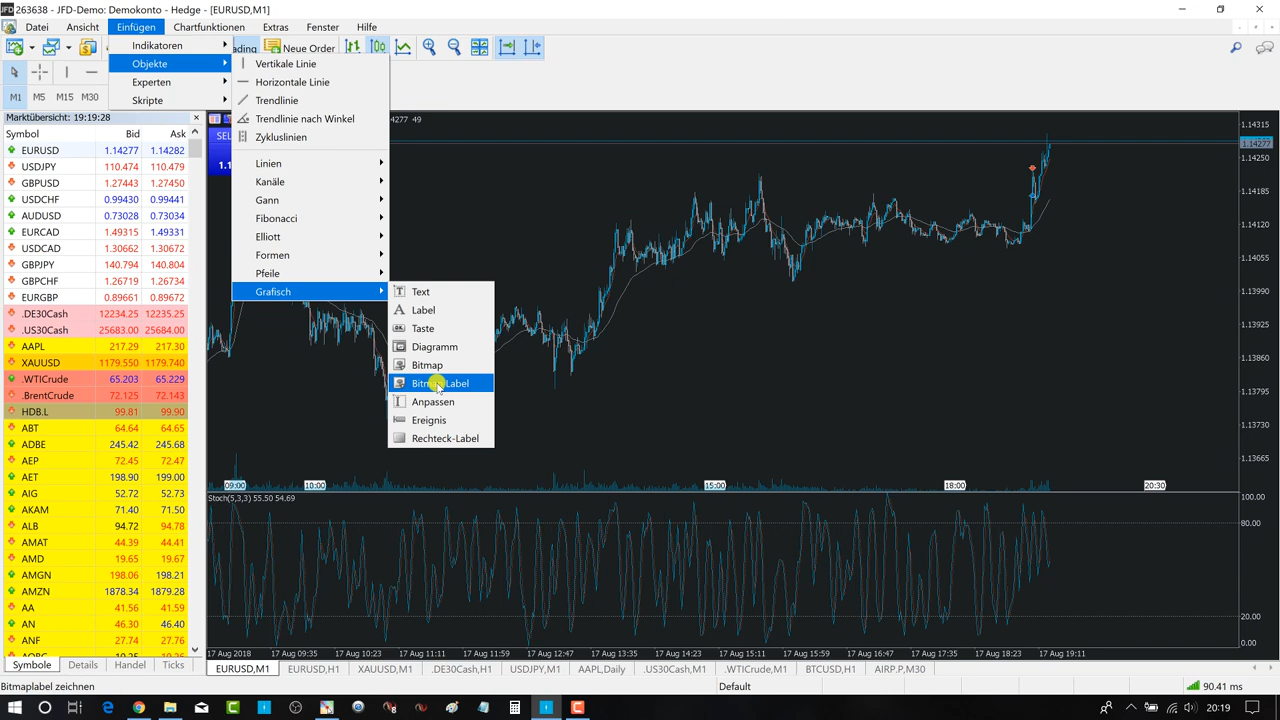 263638 - JFD-Demo: Demokonto - Hedge - [EURUSD,M1]
Datei Ansicht Einfügen Chartfunktionen Extras Fenster Hilfe
ading Neue Order
M1 M5 M15 M30
Indikatoren
Objekte
Experten
Skripte
Vertikale Linie
Horizontale Linie
Trendlinie
Trendlinie nach Winkel
Zykluslinien
Linien
Kanäle
Gann
Fibonacci
Elliott
Formen
Pfeile
Grafisch
Text
Label
Taste
Diagramm
Bitmap
Bitmap Label
Anpassen
Ereignis
Rechteck-Label
Marktübersicht: 19:19:28
Symbol Bid Ask
EURUSD 1.14277 1.14282
USDJPY 110.474 110.479
GBPUSD 1.27443 1.27450
USDCHF 0.99430 0.99441
AUDUSD 0.73028 0.73034
EURCAD 1.49315 1.49331
USDCAD 1.30662 1.30672
GBPJPY 140.794 140.804
GBPCHF 1.26719 1.26734
EURGBP 0.89661 0.89672
.DE30Cash 12234.25 12235.25
.US30Cash 25683.00 25684.00
AAPL 217.29 217.30
XAUUSD 1179.550 1179.740
.WTICrude 65.203 65.229
.BrentCrude 72.125 72.143
HDB.L 99.81 99.90
ABT 64.64 64.65
ADBE 245.42 245.68
AEP 72.45 72.47
AET 198.90 199.00
AIG 52.72 52.73
AKAM 71.40 71.50
ALB 94.72 94.78
AMAT 44.39 44.41
AMD 19.65 19.67
AMGN 198.06 198.21
AMZN 1878.34 1879.28
AA 41.56 41.59
AN 46.30 46.40
ANF 27.74 27.76
Symbole Details Handel Ticks
4277 49
SEL
1.1
1.14315
1.14277
1.14250
1.14185
1.14120
1.14055
1.13990
1.13925
1.13860
1.13795
1.13730
1.13665
09:00 10:00 15:00 18:00 20:30
Stoch(5,3,3) 55.50 54.69
100.00
80.00
20.00
0.00
17 Aug 2018 17 Aug 09:35 17 Aug 10:23 17 Aug 11:11 17 Aug 11:59 17 Aug 12:47 17 Aug 13:35 17 Aug 14:23 17 Aug 15:11 17 Aug 15:59 17 Aug 16:47 17 Aug 17:35 17 Aug 18:23 17 Aug 19:11
EURUSD,M1 EURUSD,H1 XAUUSD,M1 .DE30Cash,H1 USDJPY,M1 AAPL,Daily .US30Cash,M1 .WTICrude,M1 BTCUSD,H1 AIRP.P,M30
Bitmaplabel zeichnen Default 90.41 ms
20:19